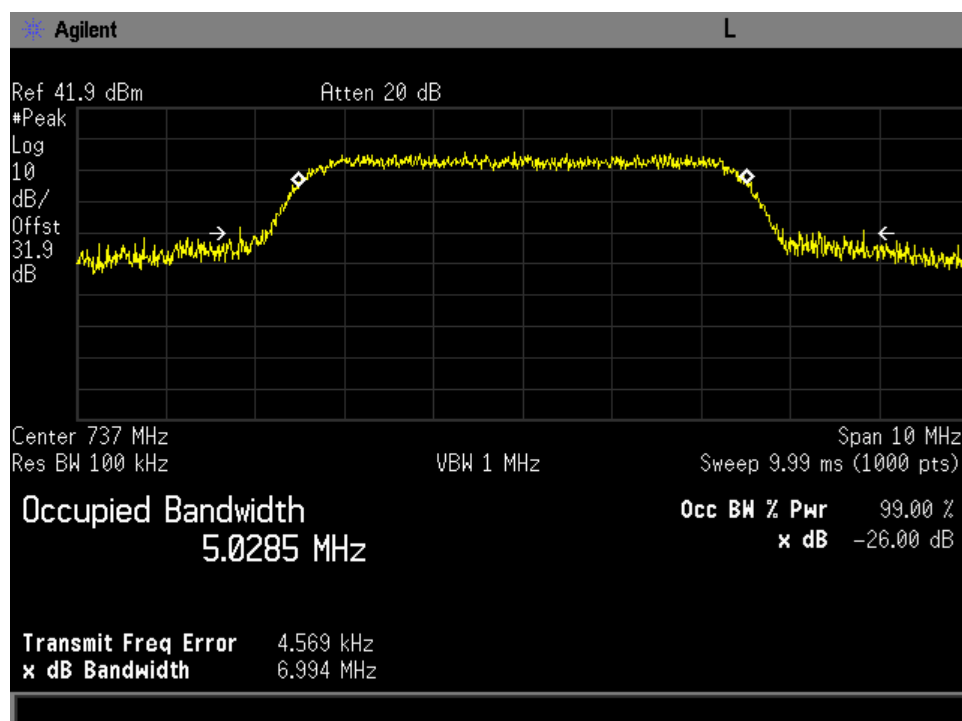 Agilent L
Ref 41.9 dBm Atten 20 dB
#Peak
Log
10
dB/
Offst
31.9
dB
Center 737 MHz Span 10 MHz
Res BW 100 kHz VBW 1 MHz Sweep 9.99 ms (1000 pts)
Occupied Bandwidth Occ BW % Pwr 99.00 %
5.0285 MHz x dB -26.00 dB
Transmit Freq Error 4.569 kHz
x dB Bandwidth 6.994 MHz